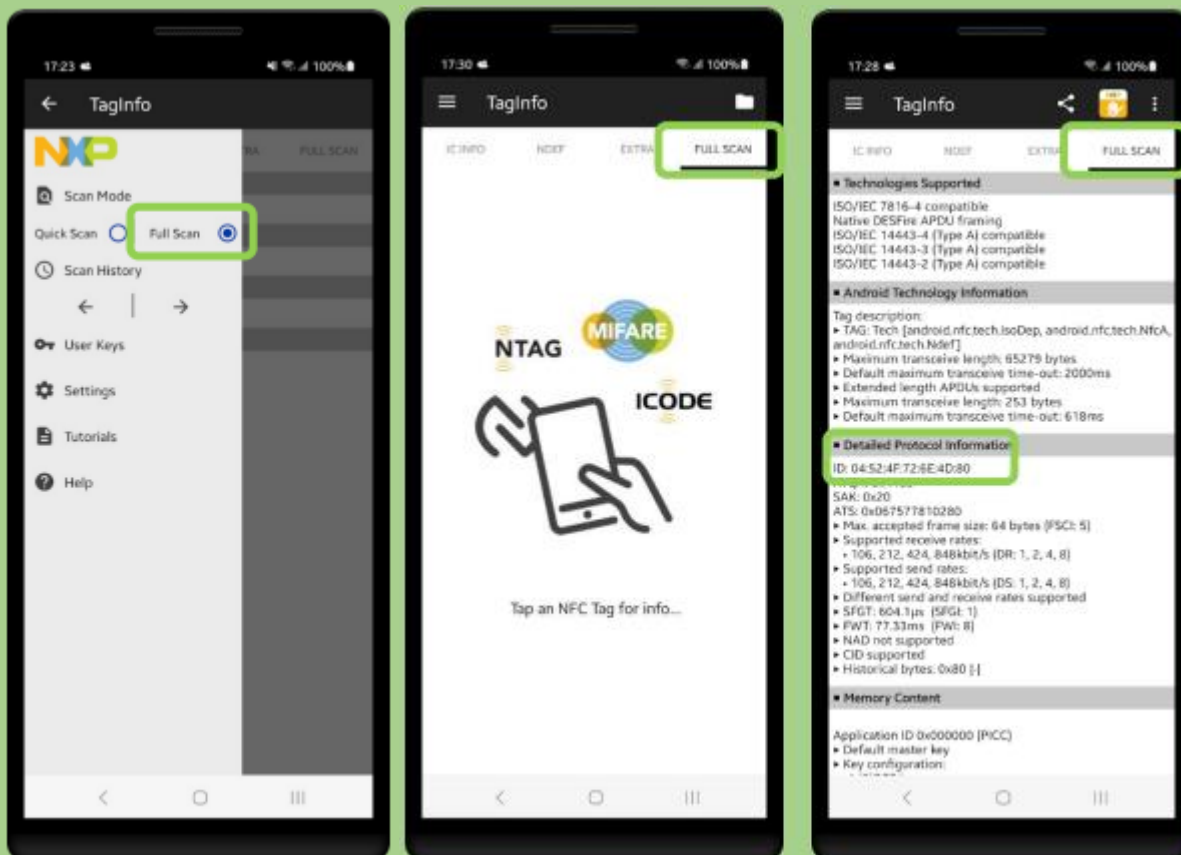 17:23
100%
TagInfo
NXP
FULL SCAN
Scan Mode
Quick Scan
Full Scan
Scan History
User Keys
Settings
Tutorials
Help
17:30
100%
TagInfo
IC INFO
NDEF
EXTRA
FULL SCAN
NTAG
MIFARE
ICODE
Tap an NFC Tag for info...
17:28
100%
TagInfo
IC INFO
NDEF
EXTRA
FULL SCAN
Technologies Supported
ISO/IEC 7816-4 compatible
Native DESFire APDU framing
ISO/IEC 14443-4 (Type A) compatible
ISO/IEC 14443-3 (Type A) compatible
ISO/IEC 14443-2 (Type A) compatible
Android Technology Information
Tag description:
▸ TAG: Tech [android.nfc.tech.IsoDep, android.nfc.tech.NfcA,
android.nfc.tech.Ndef]
▸ Maximum transceive length: 65279 bytes
▸ Default maximum transceive time-out: 2000ms
▸ Extended length APDUs supported
▸ Maximum transceive length: 253 bytes
▸ Default maximum transceive time-out: 618ms
Detailed Protocol Information
ID: 04:52:4F:72:6E:4D:80
SAK: 0x20
ATS: 0x067577810280
▸ Max. accepted frame size: 64 bytes (FSCI: 5)
▸ Supported receive rates:
• 106, 212, 424, 848kbit/s (DR: 1, 2, 4, 8)
▸ Supported send rates:
• 106, 212, 424, 848kbit/s (DS: 1, 2, 4, 8)
▸ Different send and receive rates supported
▸ SFGT: 604.1µs (SFGI: 1)
▸ FWT: 77.33ms (FWI: 8)
▸ NAD not supported
▸ CID supported
▸ Historical bytes: 0x80 |-|
Memory Content
Application ID 0x000000 (PICC)
▸ Default master key
▸ Key configuration: